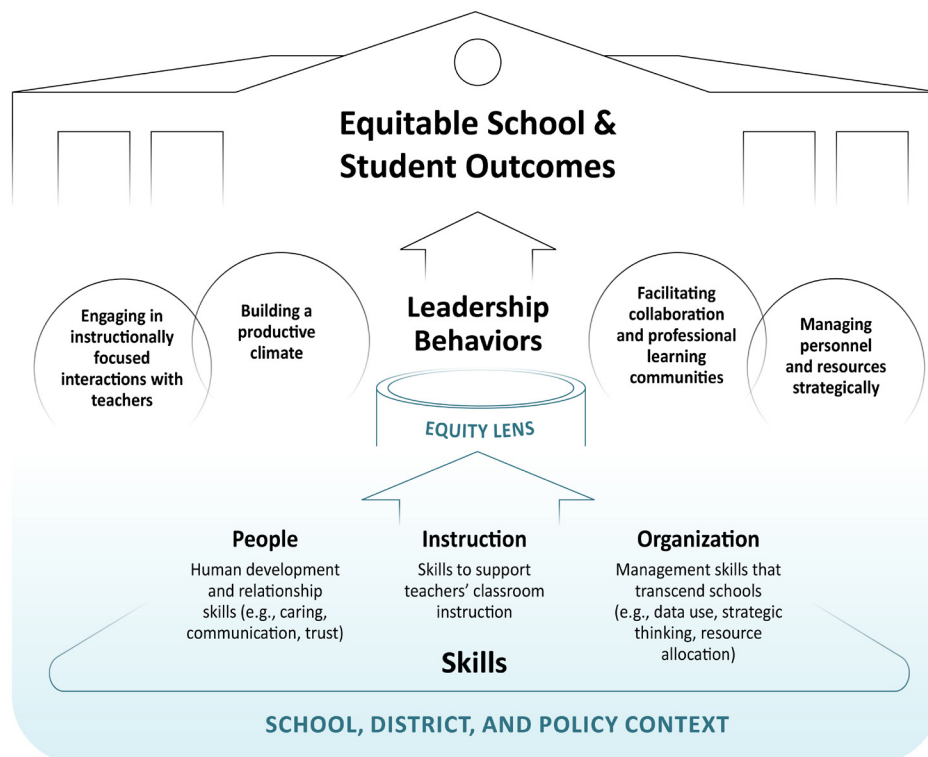 Equitable School &
Student Outcomes
Engaging in
instructionally
focused
interactions with
teachers
Building a
productive
climate
Leadership
Behaviors
Facilitating
collaboration
and professional
learning
communities
Managing
personnel
and resources
strategically
EQUITY LENS
People
Human development
and relationship
skills (e.g., caring,
communication, trust)
Instruction
Skills to support
teachers’ classroom
instruction
Organization
Management skills that
transcend schools
(e.g., data use, strategic
thinking, resource
allocation)
Skills
SCHOOL, DISTRICT, AND POLICY CONTEXT